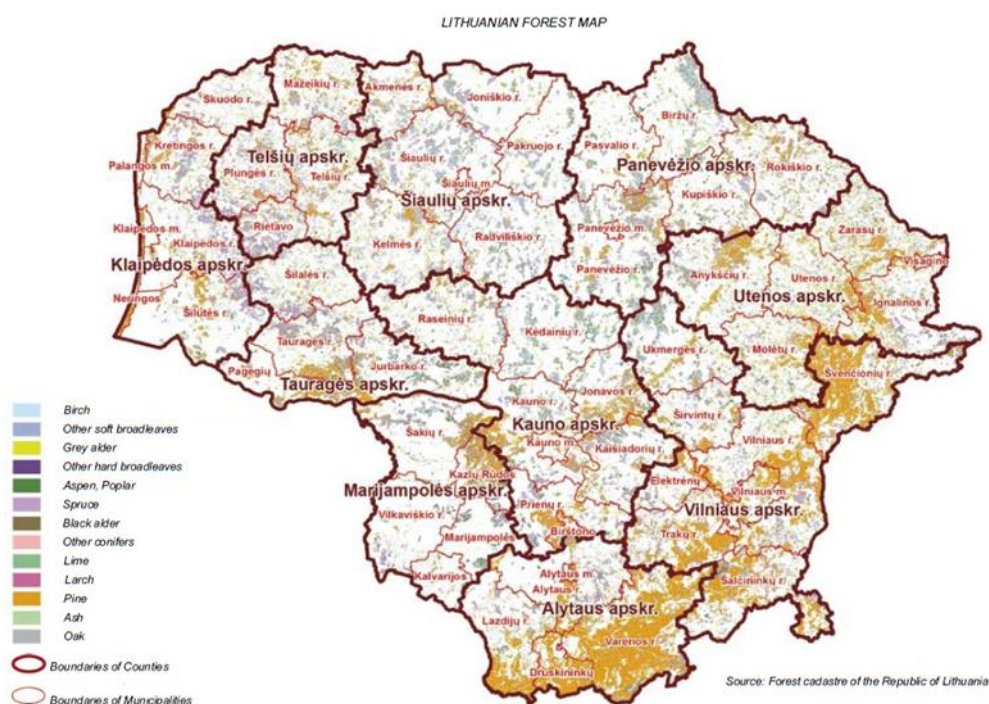 LITHUANIAN FOREST MAP
Mažeikių r.
Akmenės r.
Skuodo r.
Joniškio r.
Biržų r.
Kretingos r.
Pasvalio r.
Pakruojo r.
Palangos m.
Telšių apskr.
Šiaulių r.
Panevėžio apskr.
Rokiškio r.
Plungės r.
Telšių r.
Šiaulių m.
Šiaulių apskr.
Kupiškio r.
Klaipėdos m.
Rietavo
Panevėžio m.
Zarasų r.
Klaipėdos r.
Kelmės r.
Radviliškio r.
Klaipėdos apskr.
Visagino
Šilalės r.
Panevėžio r.
Anykščių r.
Utenos r.
Neringos
Utenos apskr.
Ignalinos r.
Šilutės r.
Raseinių r.
Kėdainių r.
Tauragės r.
Ukmergės r.
Molėtų r.
Pagėgių
Jurbarko r.
Švenčionių r.
Tauragės apskr.
Jonavos r.
Kauno r.
Širvintų r.
Kauno apskr.
Šakių r.
Kauno m.
Vilniaus r.
Kaišiadorių r.
Kazlų Rūdos
Elektrėnų
Marijampolės apskr.
Vilniaus m.
Prienų r.
Vilniaus apskr.
Vilkaviškio r.
Birštono
Trakų r.
Marijampolės
Kalvarijos
Alytaus m.
Šalčininkų r.
Alytaus r.
Alytaus apskr.
Lazdijų r.
Varėnos r.
Druskininkų
Birch
Other soft broadleaves
Grey alder
Other hard broadleaves
Aspen, Poplar
Spruce
Black alder
Other conifers
Lime
Larch
Pine
Ash
Oak
Boundaries of Counties
Boundaries of Municipalities
Source: Forest cadastre of the Republic of Lithuania